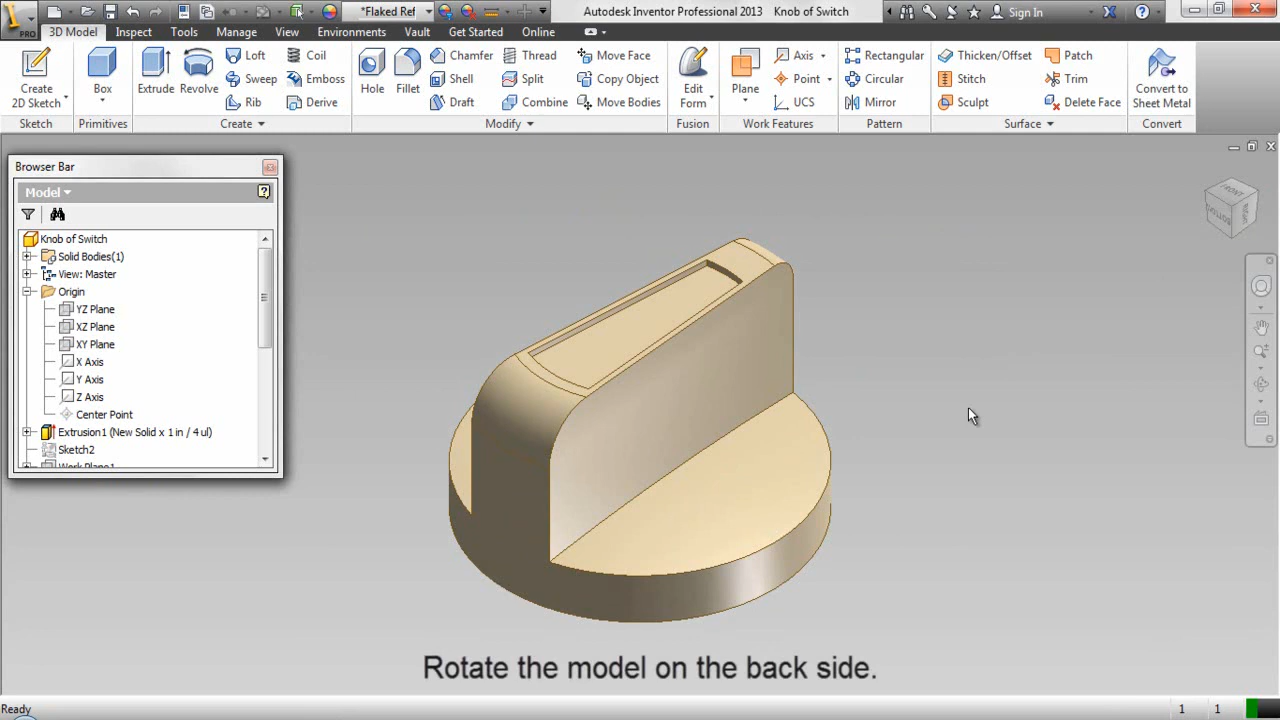 *Flaked Ref
Autodesk Inventor Professional 2013 Knob of Switch
Sign In
PRO
3D Model Inspect Tools Manage View Environments Vault Get Started Online
Create 2D Sketch
Box
Extrude Revolve
Loft Coil
Sweep Emboss
Rib Derive
Hole Fillet
Chamfer Thread Move Face
Shell Split Copy Object
Draft Combine Move Bodies
Edit Form
Plane
Axis
Point
UCS
Rectangular
Circular
Mirror
Thicken/Offset Patch
Stitch Trim
Sculpt Delete Face
Convert to Sheet Metal
Sketch Primitives Create Modify Fusion Work Features Pattern Surface Convert
Browser Bar
Model
Knob of Switch
Solid Bodies(1)
View: Master
Origin
YZ Plane
XZ Plane
XY Plane
X Axis
Y Axis
Z Axis
Center Point
Extrusion1 (New Solid x 1 in / 4 ul)
Sketch2
Work Plane1
FRONT
BOTTOM
Rotate the model on the back side.
Ready 1 1